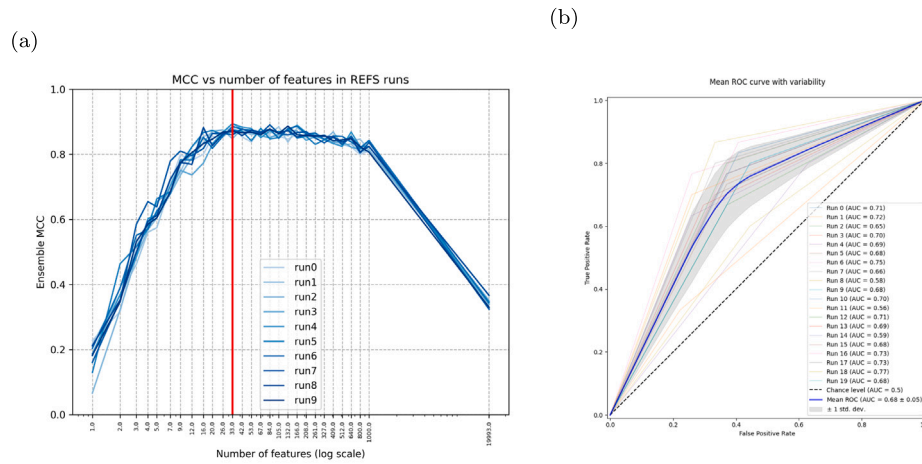 (a)
MCC vs number of features in REFS runs
Ensemble MCC
1.0
0.8
0.6
0.4
0.2
0.0
run0
run1
run2
run3
run4
run5
run6
run7
run8
run9
1.0 2.0 3.0 4.0 5.0 7.0 9.0 12.0 16.0 20.0 26.0 33.0 42.0 53.0 67.0 84.0 105.0 132.0 166.0 208.0 261.0 327.0 409.0 512.0 640.0 800.0 1000.0 19993.0
Number of features (log scale)
(b)
Mean ROC curve with variability
True Positive Rate
1.0
0.8
0.6
0.4
0.2
0.0
Run 0 (AUC = 0.71)
Run 1 (AUC = 0.72)
Run 2 (AUC = 0.65)
Run 3 (AUC = 0.70)
Run 4 (AUC = 0.69)
Run 5 (AUC = 0.68)
Run 6 (AUC = 0.75)
Run 7 (AUC = 0.66)
Run 8 (AUC = 0.58)
Run 9 (AUC = 0.68)
Run 10 (AUC = 0.70)
Run 11 (AUC = 0.56)
Run 12 (AUC = 0.71)
Run 13 (AUC = 0.69)
Run 14 (AUC = 0.59)
Run 15 (AUC = 0.68)
Run 16 (AUC = 0.73)
Run 17 (AUC = 0.73)
Run 18 (AUC = 0.77)
Run 19 (AUC = 0.68)
Chance level (AUC = 0.5)
Mean ROC (AUC = 0.68 ± 0.05)
± 1 std. dev.
0.0 0.2 0.4 0.6 0.8
False Positive Rate